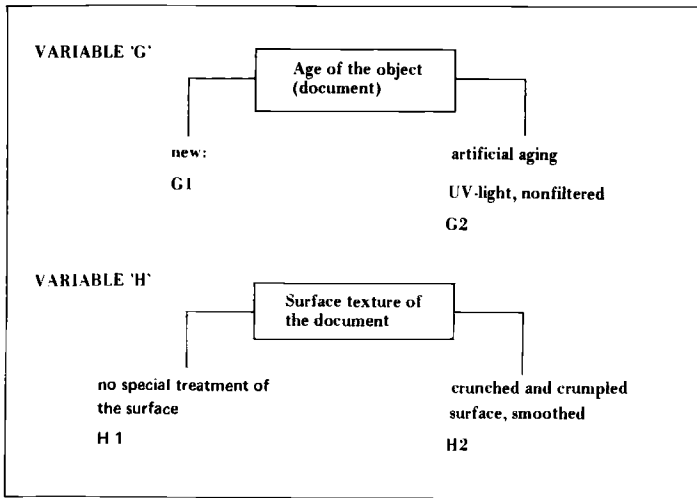 VARIABLE 'G'
Age of the object
(document)
new:
G1
artificial aging
UV-light, nonfiltered
G2
VARIABLE 'H'
Surface texture of
the document
no special treatment of
the surface
H 1
crunched and crumpled
surface, smoothed
H2